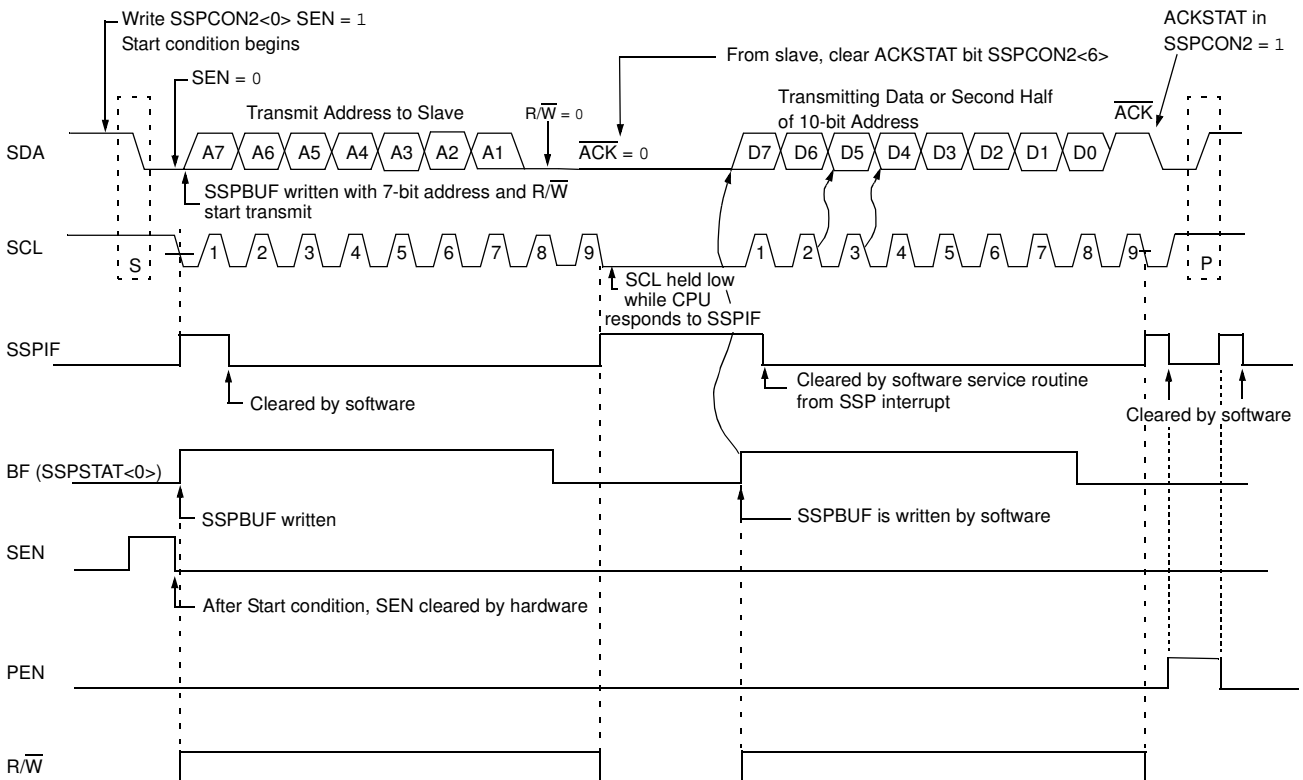 Write SSPCON2<0> SEN = 1
Start condition begins
ACKSTAT in
SSPCON2 = 1
From slave, clear ACKSTAT bit SSPCON2<6>
SEN = 0
Transmit Address to Slave
R/W̅ = 0
Transmitting Data or Second Half
of 10-bit Address
A̅C̅K̅
SDA
A7 A6 A5 A4 A3 A2 A1
A̅C̅K̅ = 0
D7 D6 D5 D4 D3 D2 D1 D0
SSPBUF written with 7-bit address and R/W̅
start transmit
SCL
S
1 2 3 4 5 6 7 8 9
1 2 3 4 5 6 7 8 9
P
SCL held low
while CPU
responds to SSPIF
SSPIF
Cleared by software
Cleared by software service routine
from SSP interrupt
Cleared by software
BF (SSPSTAT<0>)
SSPBUF written
SSPBUF is written by software
SEN
After Start condition, SEN cleared by hardware
PEN
R/W̅